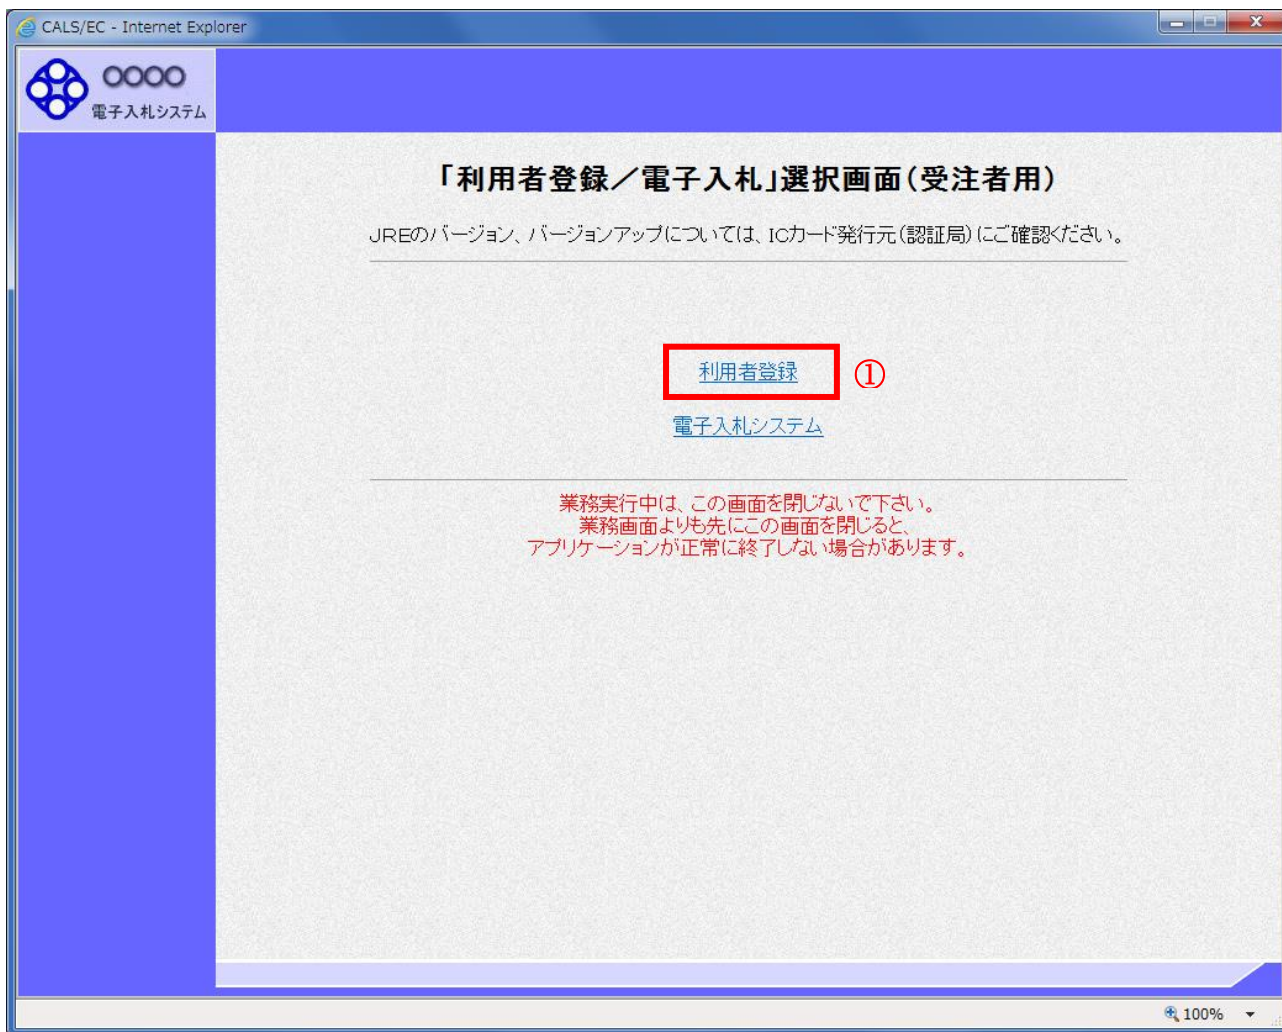 CALS/EC - Internet Explorer
〇〇〇〇
電子入札システム
「利用者登録／電子入札」選択画面(受注者用)
JREのバージョン、バージョンアップについては、ICカード発行元(認証局)にご確認ください。
利用者登録 ①
電子入札システム
業務実行中は、この画面を閉じないで下さい。
業務画面よりも先にこの画面を閉じると、
アプリケーションが正常に終了しない場合があります。
100%